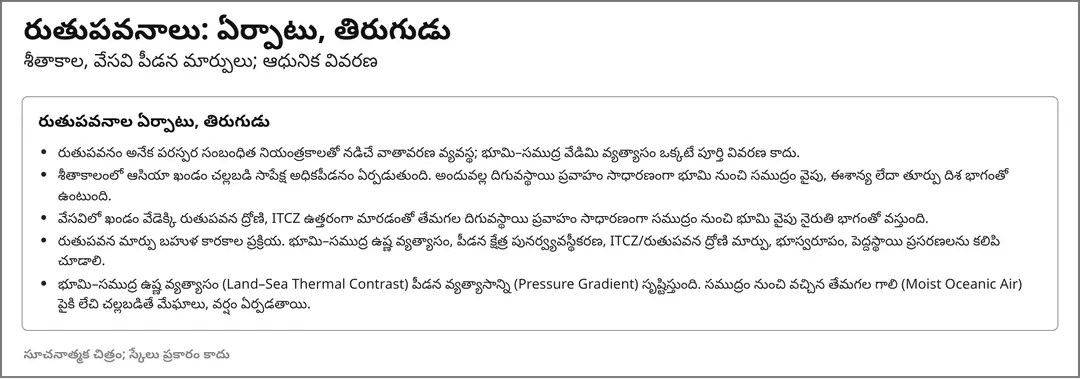 రుతుపవనాలు: ఏర్పాటు, తిరుగుడు
శీతాకాల, వేసవి పీడన మార్పులు; ఆధునిక వివరణ
రుతుపవనాల ఏర్పాటు, తిరుగుడు
• రుతుపవనం అనేక పరస్పర సంబంధిత నియంత్రకాలతో నడిచే వాతావరణ వ్యవస్థ; భూమి–సముద్ర వేడిమి వ్యత్యాసం ఒక్కటే పూర్తి వివరణ కాదు.
• శీతాకాలంలో ఆసియా ఖండం చల్లబడి సాపేక్ష అధికపీడనం ఏర్పడుతుంది. అందువల్ల దిగువస్థాయి ప్రవాహం సాధారణంగా భూమి నుంచి సముద్రం వైపు, ఈశాన్య లేదా తూర్పు దిశ భాగంతో
ఉంటుంది.
• వేసవిలో ఖండం వేడెక్కి రుతుపవన ద్రోణి, ITCZ ఉత్తరంగా మారడంతో తేమగల దిగువస్థాయి ప్రవాహం సాధారణంగా సముద్రం నుంచి భూమి వైపు నైరుతి భాగంతో వస్తుంది.
• రుతుపవన మార్పు బహుళ కారకాల ప్రక్రియ. భూమి–సముద్ర ఉష్ణ వ్యత్యాసం, పీడన క్షేత్ర పునర్వ్యవస్థీకరణ, ITCZ/రుతుపవన ద్రోణి మార్పు, భూస్వరూపం, పెద్దస్థాయి ప్రసరణలను కలిపి
చూడాలి.
• భూమి–సముద్ర ఉష్ణ వ్యత్యాసం (Land–Sea Thermal Contrast) పీడన వ్యత్యాసాన్ని (Pressure Gradient) సృష్టిస్తుంది. సముద్రం నుంచి వచ్చిన తేమగల గాలి (Moist Oceanic Air)
పైకి లేచి చల్లబడితే మేఘాలు, వర్షం ఏర్పడతాయి.
సూచనాత్మక చిత్రం; స్కేలు ప్రకారం కాదు